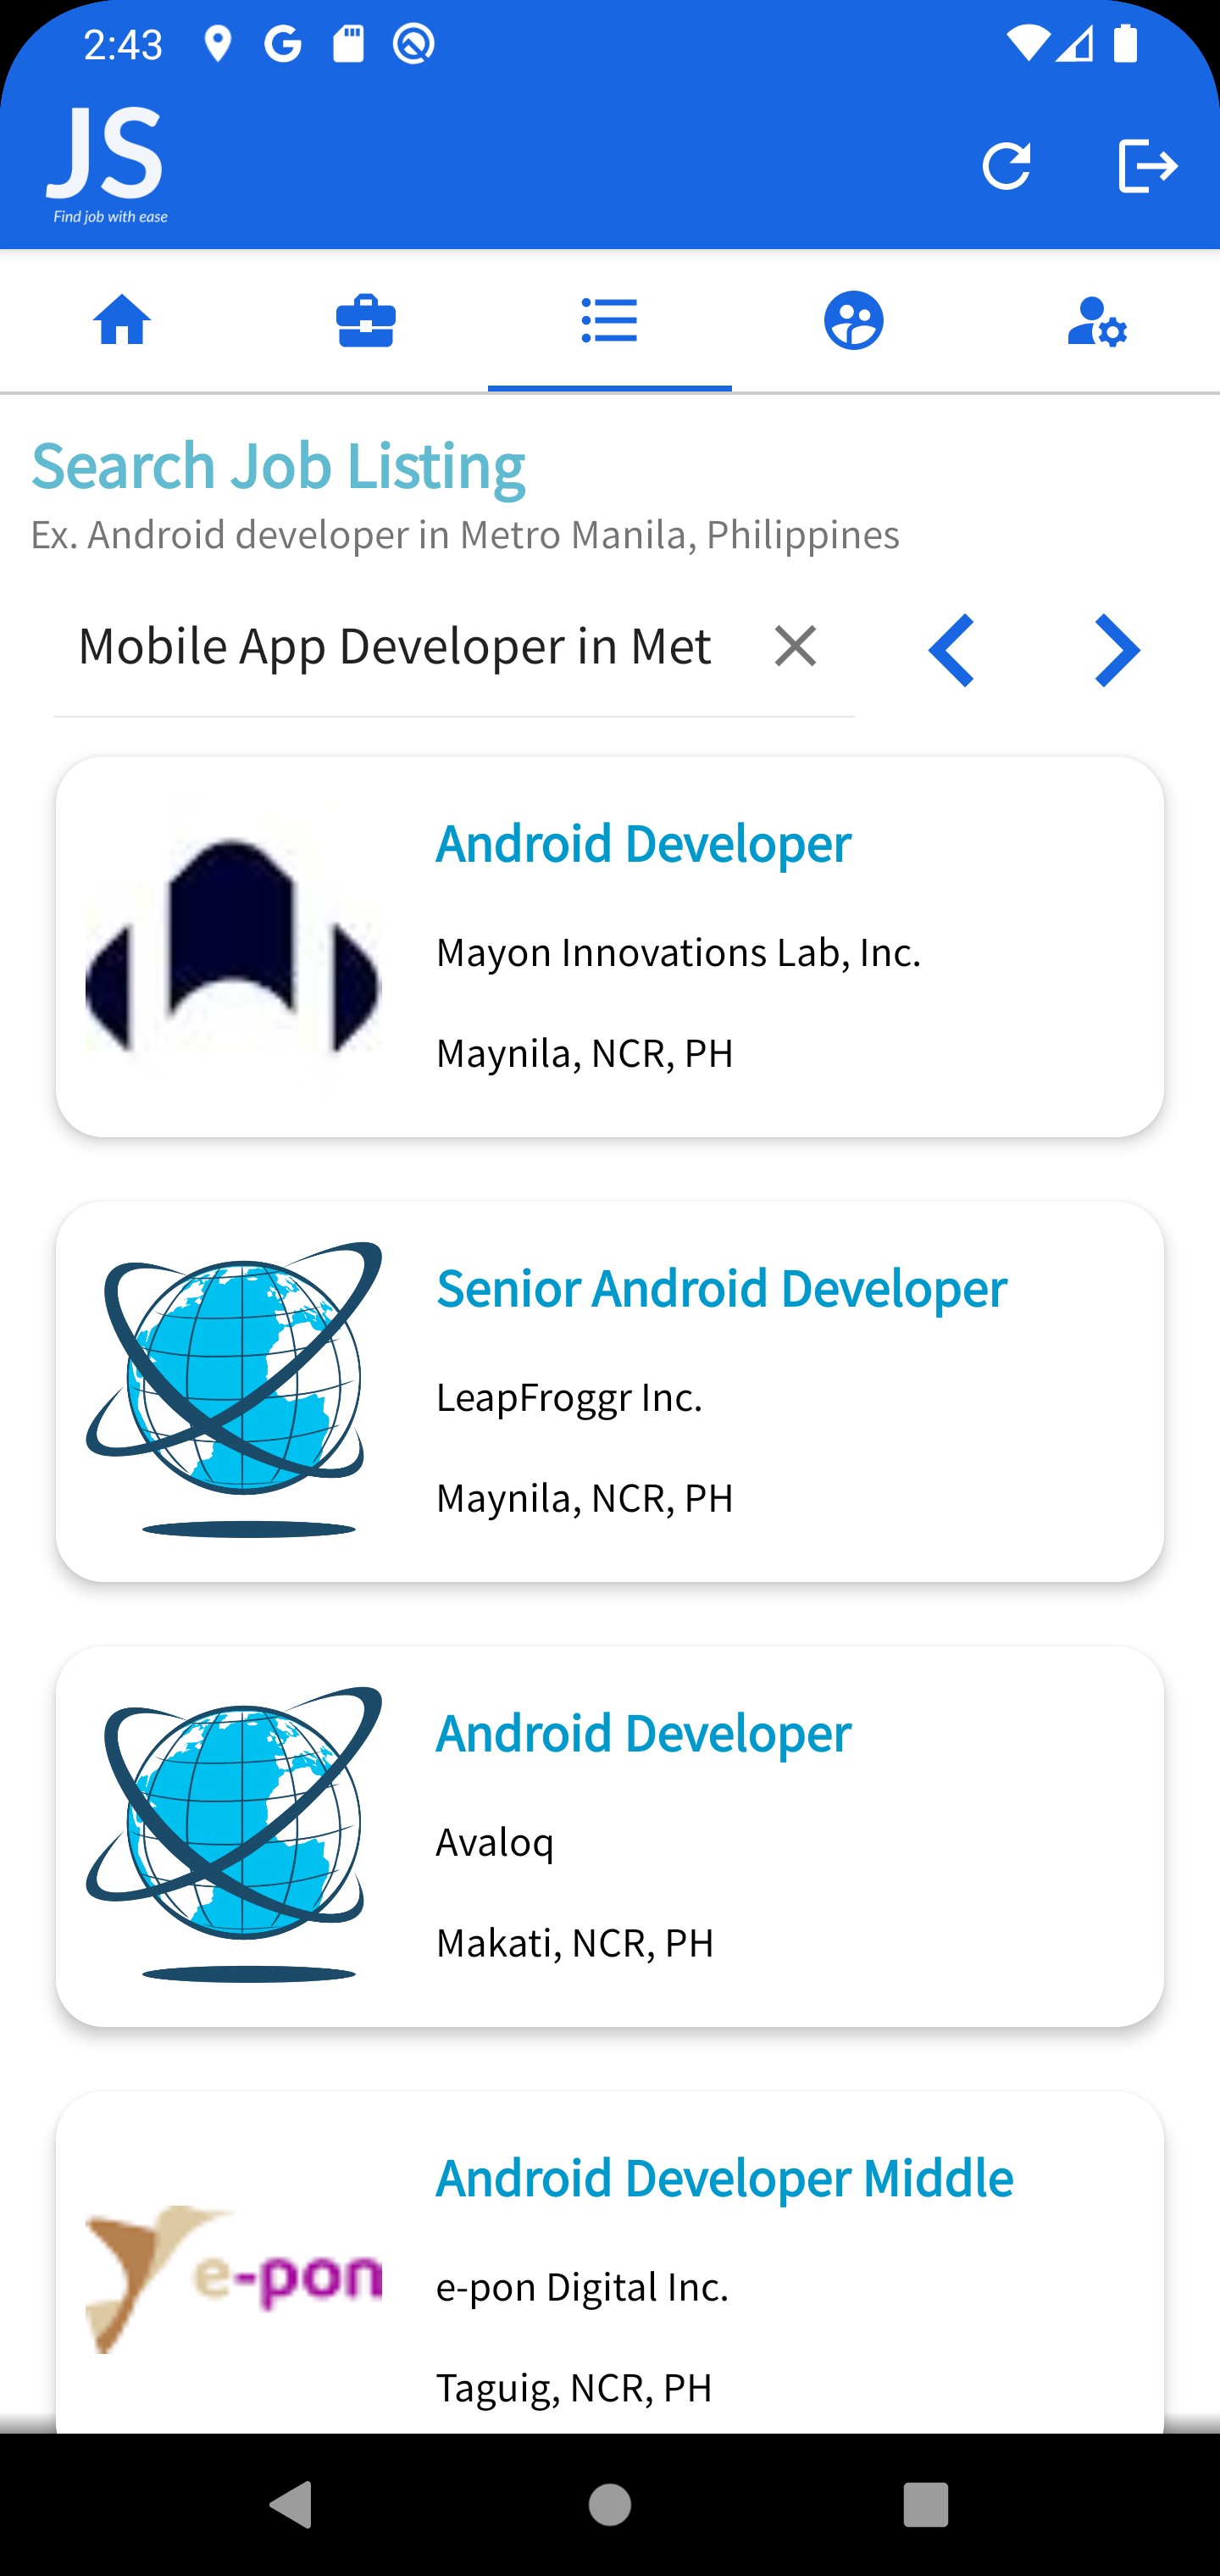 2:43
JS
Find job with ease
Search Job Listing
Ex. Android developer in Metro Manila, Philippines
Mobile App Developer in Met
Android Developer
Mayon Innovations Lab, Inc.
Maynila, NCR, PH
Senior Android Developer
LeapFroggr Inc.
Maynila, NCR, PH
Android Developer
Avaloq
Makati, NCR, PH
Android Developer Middle
e-pon
e-pon Digital Inc.
Taguig, NCR, PH